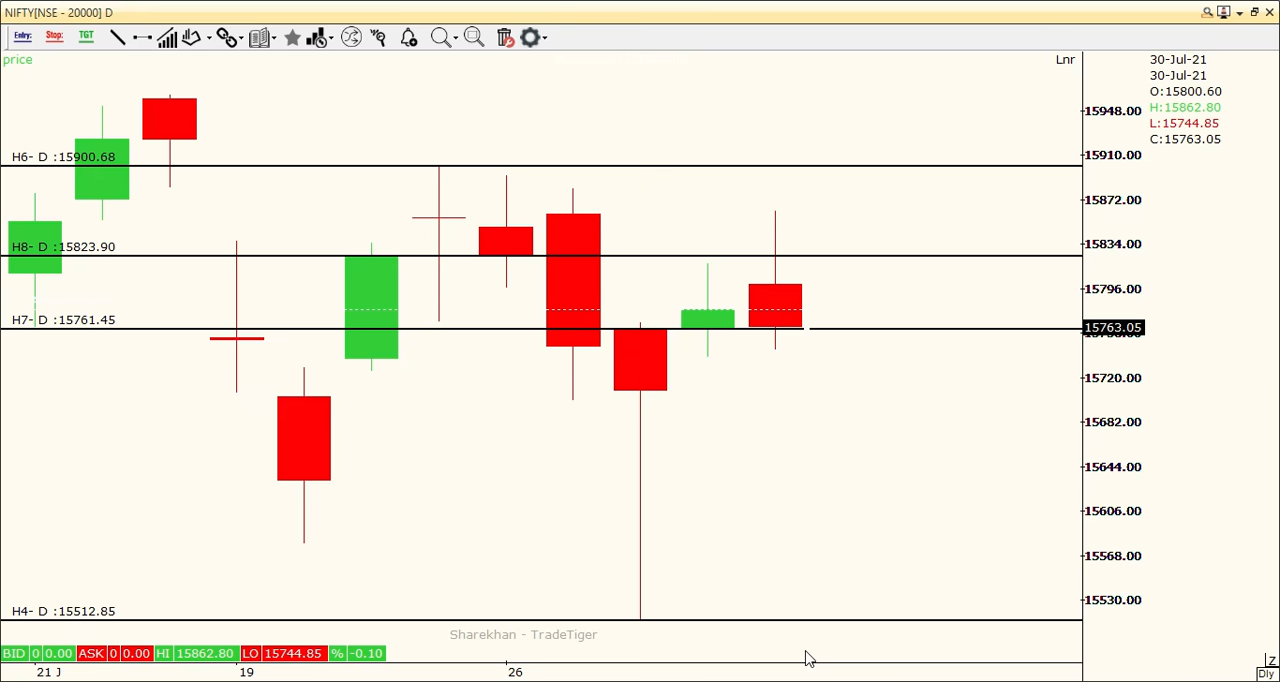 NIFTY[NSE - 20000] D
Entry: Stop: TGT
price
Lnr
30-Jul-21
30-Jul-21
O:15800.60
H:15862.80
L:15744.85
C:15763.05
15948.00
H6- D :15900.68
15910.00
15872.00
H8- D :15823.90
15834.00
15796.00
H7- D :15761.45
15763.05
15720.00
15682.00
15644.00
15606.00
15568.00
15530.00
H4- D :15512.85
Sharekhan - TradeTiger
BID 0 0.00 ASK 0 0.00 HI 15862.80 LO 15744.85 % -0.10
21 J 19 26
Z
Dly